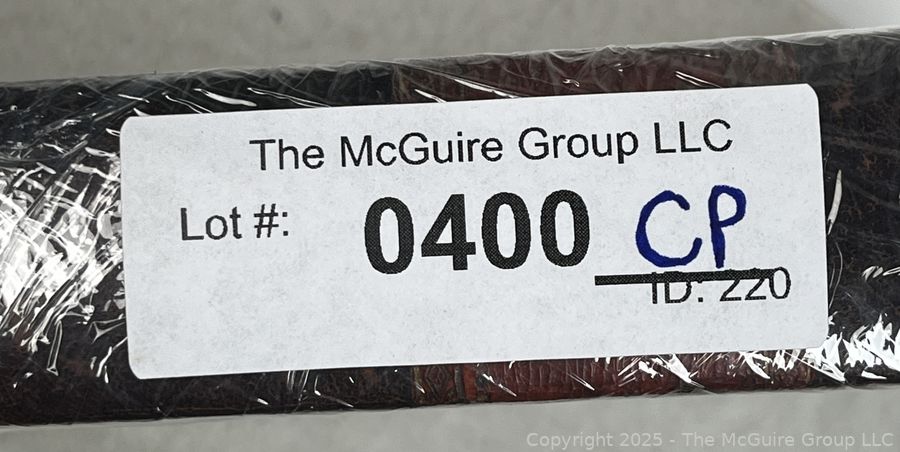 The McGuire Group LLC
Lot #: 0400 CP
ID: 220
Copyright 2025 - The McGuire Group LLC